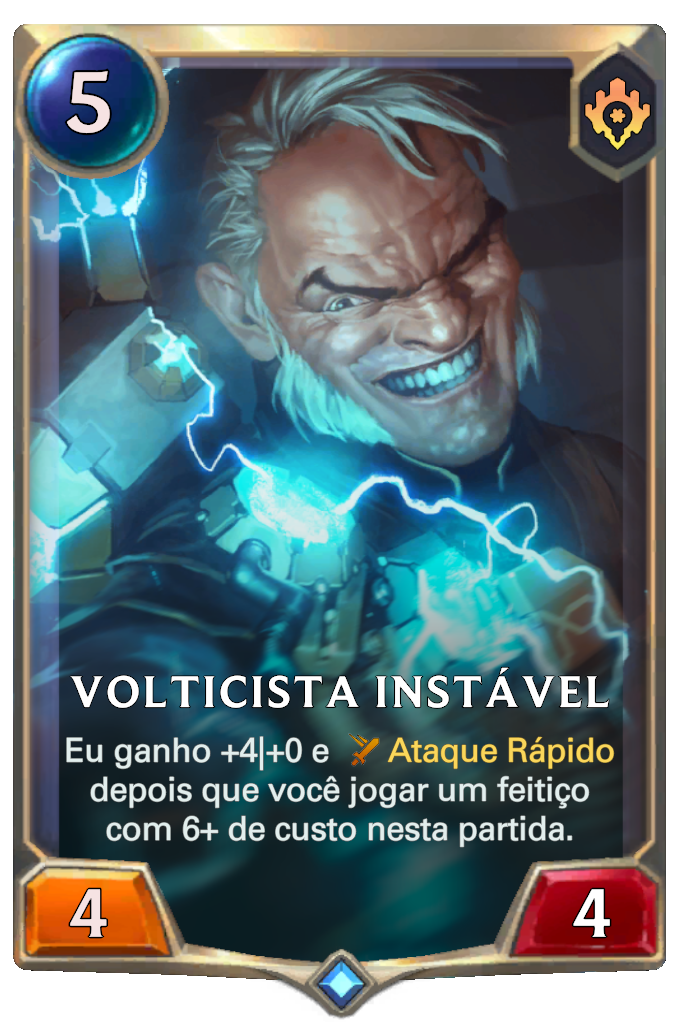 5
VOLTICISTA INSTÁVEL
Eu ganho +4|+0 e Ataque Rápido
depois que você jogar um feitiço
com 6+ de custo nesta partida.
4
4